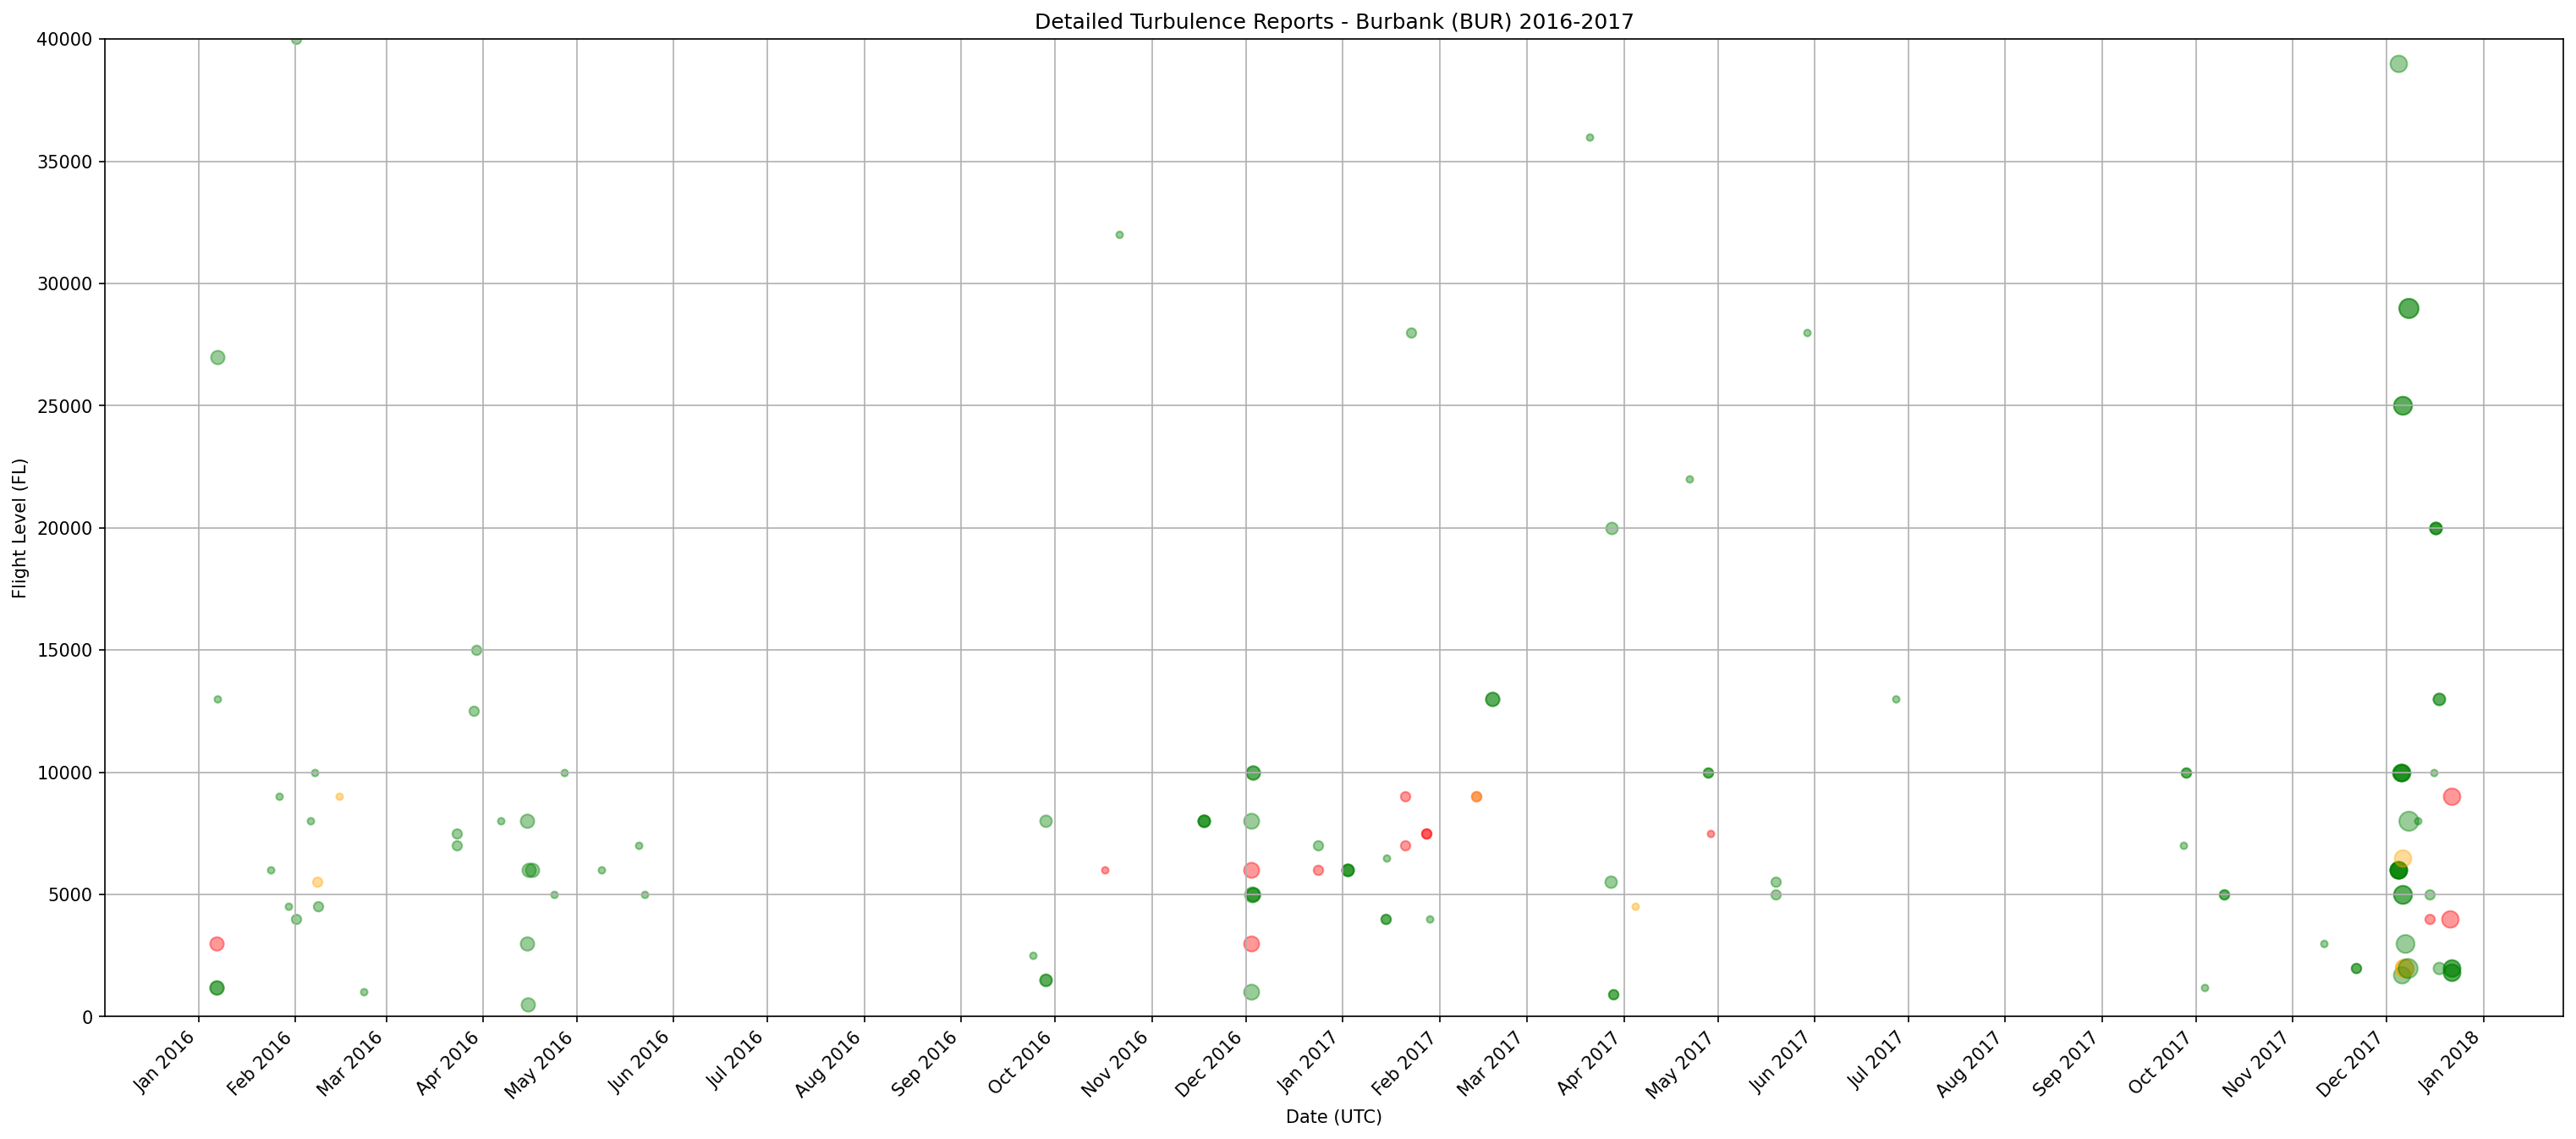 Detailed Turbulence Reports - Burbank (BUR) 2016-2017
Flight Level (FL)
40000
35000
30000
25000
20000
15000
10000
5000
0
Jan 2016
Feb 2016
Mar 2016
Apr 2016
May 2016
Jun 2016
Jul 2016
Aug 2016
Sep 2016
Oct 2016
Nov 2016
Dec 2016
Jan 2017
Feb 2017
Mar 2017
Apr 2017
May 2017
Jun 2017
Jul 2017
Aug 2017
Sep 2017
Oct 2017
Nov 2017
Dec 2017
Jan 2018
Date (UTC)